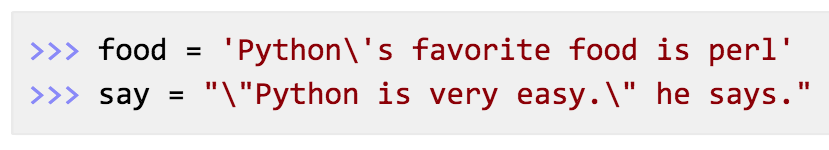 >>> food = 'Python\'s favorite food is perl'
>>> say = "\"Python is very easy.\" he says."